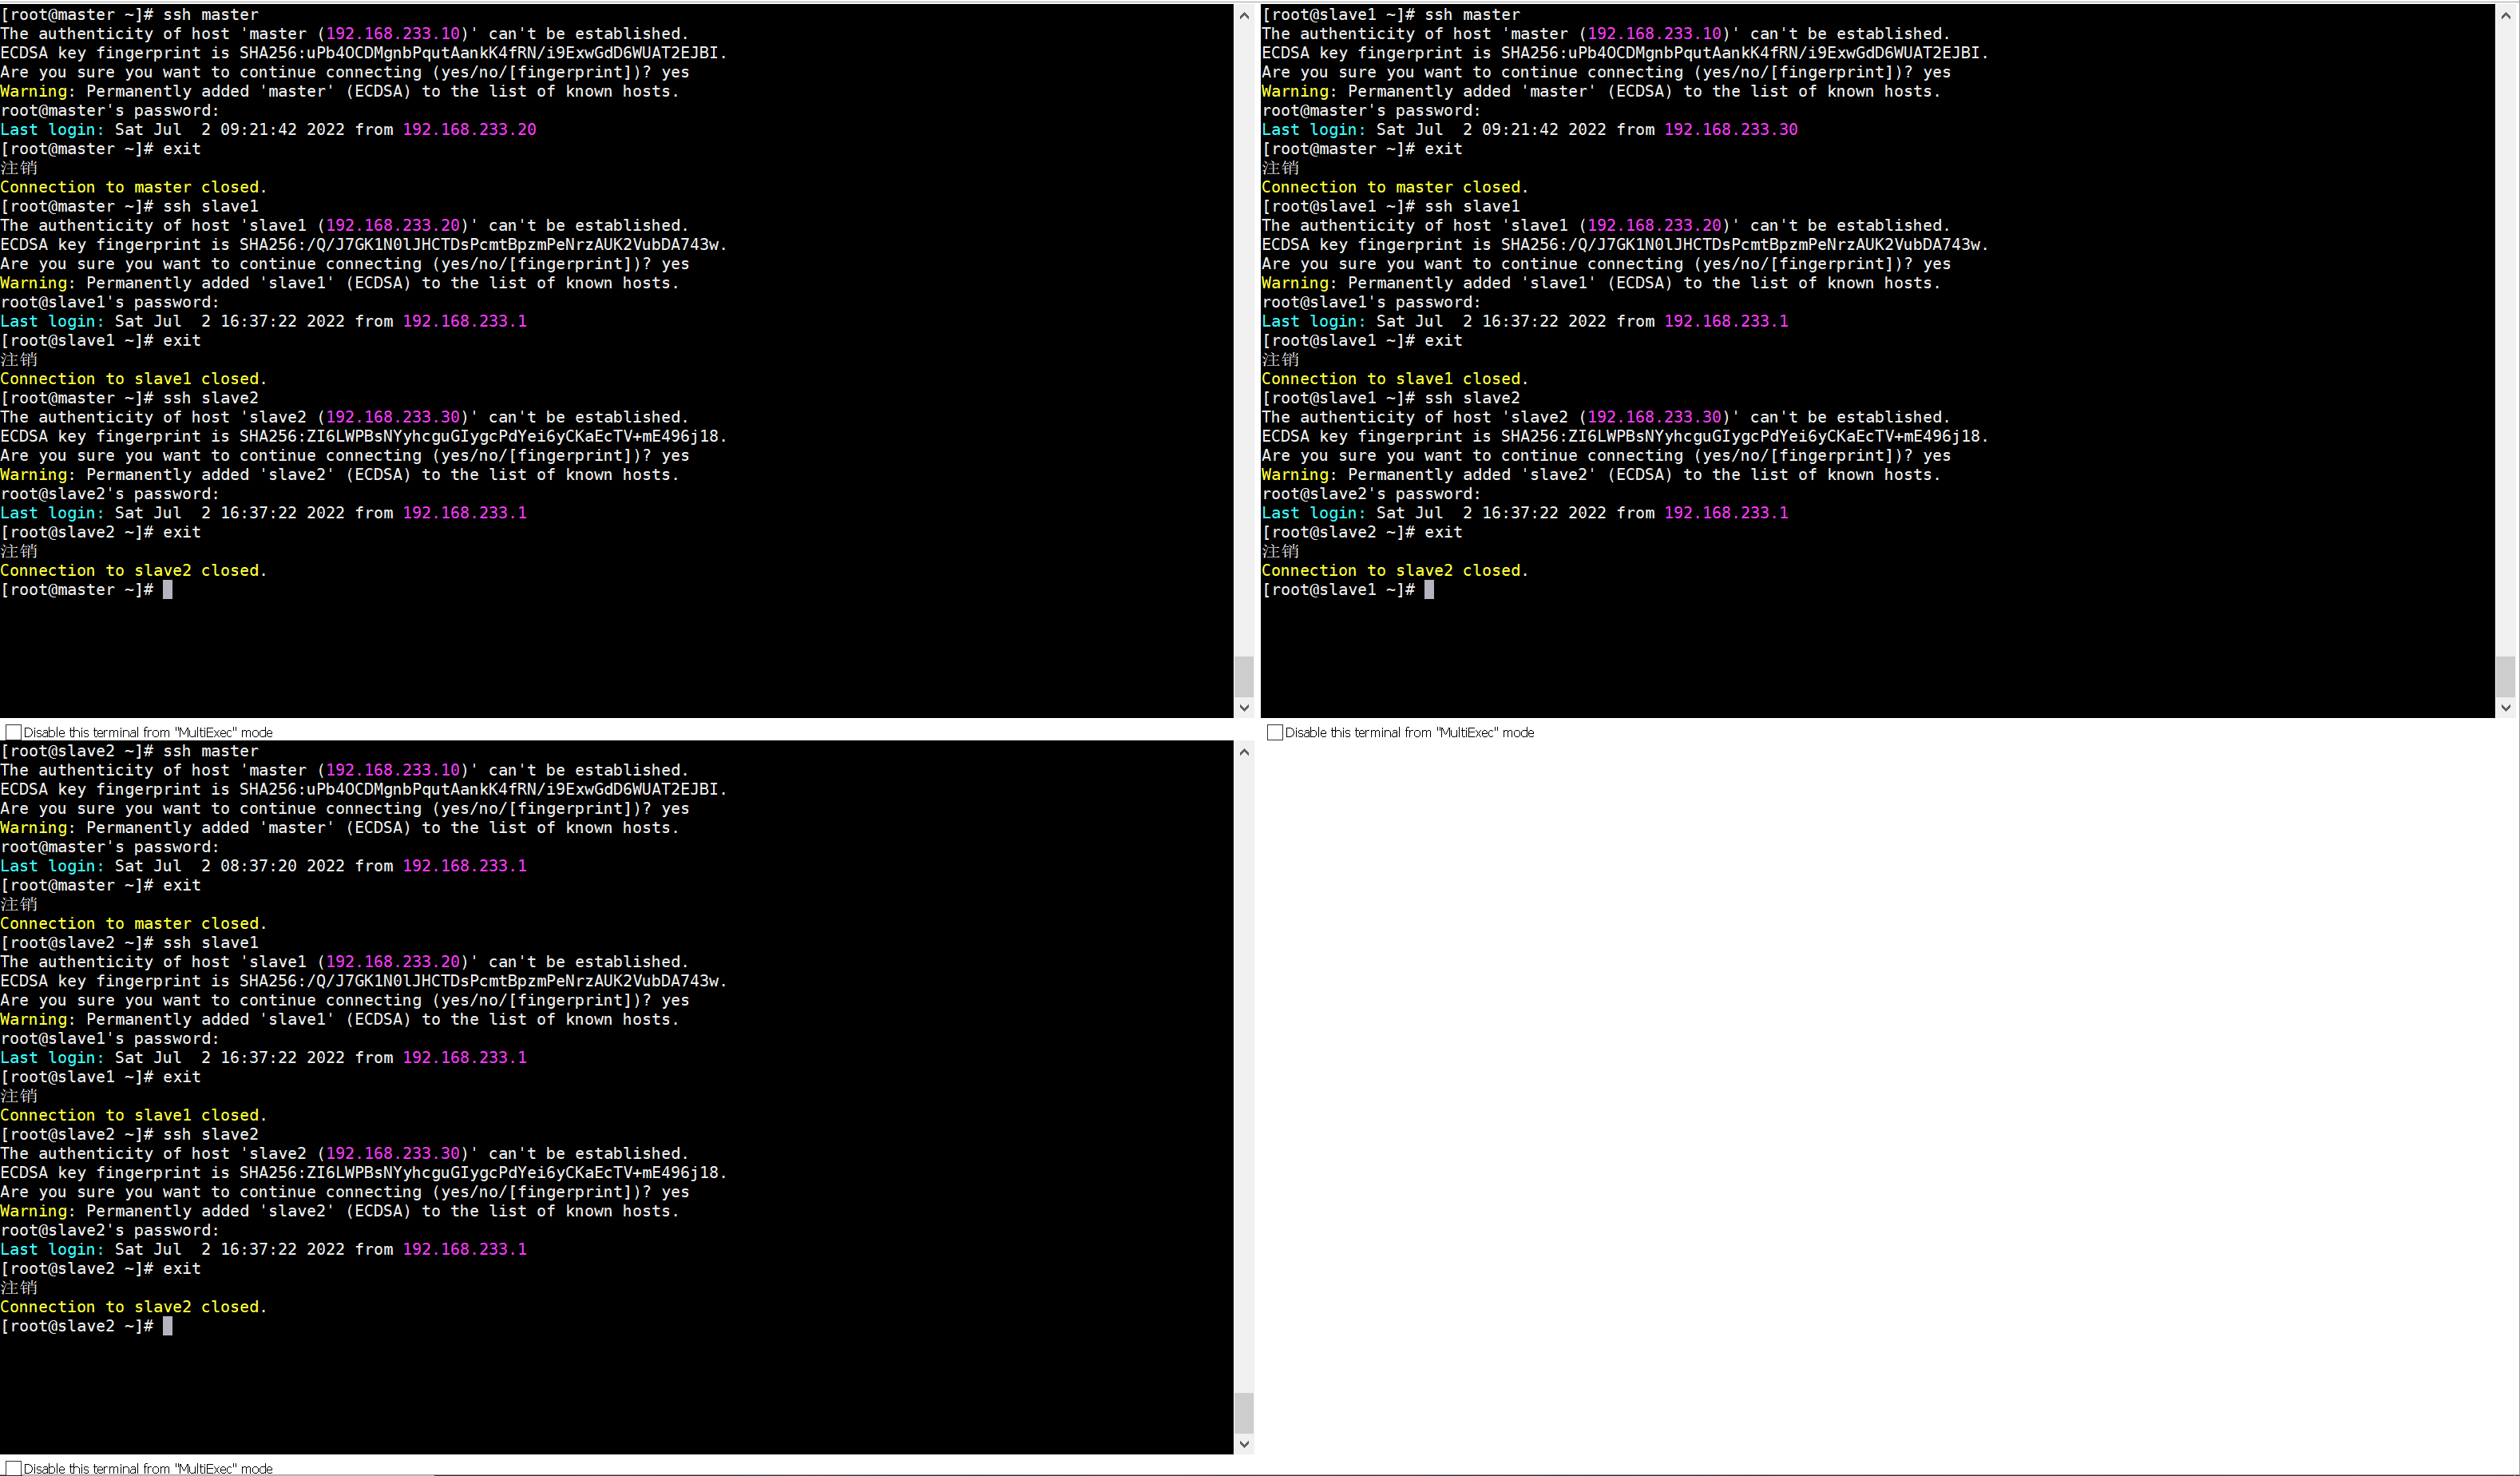 [root@master ~]# ssh master
The authenticity of host 'master (192.168.233.10)' can't be established.
ECDSA key fingerprint is SHA256:uPb4OCDMgnbPqutAankK4fRN/i9ExwGdD6WUAT2EJBI.
Are you sure you want to continue connecting (yes/no/[fingerprint])? yes
Warning: Permanently added 'master' (ECDSA) to the list of known hosts.
root@master's password:
Last login: Sat Jul  2 09:21:42 2022 from 192.168.233.20
[root@master ~]# exit
注销
Connection to master closed.
[root@master ~]# ssh slave1
The authenticity of host 'slave1 (192.168.233.20)' can't be established.
ECDSA key fingerprint is SHA256:/Q/J7GK1N0lJHCTDsPcmtBpzmPeNrzAUK2VubDA743w.
Are you sure you want to continue connecting (yes/no/[fingerprint])? yes
Warning: Permanently added 'slave1' (ECDSA) to the list of known hosts.
root@slave1's password:
Last login: Sat Jul  2 16:37:22 2022 from 192.168.233.1
[root@slave1 ~]# exit
注销
Connection to slave1 closed.
[root@master ~]# ssh slave2
The authenticity of host 'slave2 (192.168.233.30)' can't be established.
ECDSA key fingerprint is SHA256:ZI6LWPBsNYyhcguGIygcPdYei6yCKaEcTV+mE496j18.
Are you sure you want to continue connecting (yes/no/[fingerprint])? yes
Warning: Permanently added 'slave2' (ECDSA) to the list of known hosts.
root@slave2's password:
Last login: Sat Jul  2 16:37:22 2022 from 192.168.233.1
[root@slave2 ~]# exit
注销
Connection to slave2 closed.
[root@master ~]#
Disable this terminal from "MultiExec" mode
[root@slave1 ~]# ssh master
The authenticity of host 'master (192.168.233.10)' can't be established.
ECDSA key fingerprint is SHA256:uPb4OCDMgnbPqutAankK4fRN/i9ExwGdD6WUAT2EJBI.
Are you sure you want to continue connecting (yes/no/[fingerprint])? yes
Warning: Permanently added 'master' (ECDSA) to the list of known hosts.
root@master's password:
Last login: Sat Jul  2 09:21:42 2022 from 192.168.233.30
[root@master ~]# exit
注销
Connection to master closed.
[root@slave1 ~]# ssh slave1
The authenticity of host 'slave1 (192.168.233.20)' can't be established.
ECDSA key fingerprint is SHA256:/Q/J7GK1N0lJHCTDsPcmtBpzmPeNrzAUK2VubDA743w.
Are you sure you want to continue connecting (yes/no/[fingerprint])? yes
Warning: Permanently added 'slave1' (ECDSA) to the list of known hosts.
root@slave1's password:
Last login: Sat Jul  2 16:37:22 2022 from 192.168.233.1
[root@slave1 ~]# exit
注销
Connection to slave1 closed.
[root@slave1 ~]# ssh slave2
The authenticity of host 'slave2 (192.168.233.30)' can't be established.
ECDSA key fingerprint is SHA256:ZI6LWPBsNYyhcguGIygcPdYei6yCKaEcTV+mE496j18.
Are you sure you want to continue connecting (yes/no/[fingerprint])? yes
Warning: Permanently added 'slave2' (ECDSA) to the list of known hosts.
root@slave2's password:
Last login: Sat Jul  2 16:37:22 2022 from 192.168.233.1
[root@slave2 ~]# exit
注销
Connection to slave2 closed.
[root@slave1 ~]#
Disable this terminal from "MultiExec" mode
[root@slave2 ~]# ssh master
The authenticity of host 'master (192.168.233.10)' can't be established.
ECDSA key fingerprint is SHA256:uPb4OCDMgnbPqutAankK4fRN/i9ExwGdD6WUAT2EJBI.
Are you sure you want to continue connecting (yes/no/[fingerprint])? yes
Warning: Permanently added 'master' (ECDSA) to the list of known hosts.
root@master's password:
Last login: Sat Jul  2 08:37:20 2022 from 192.168.233.1
[root@master ~]# exit
注销
Connection to master closed.
[root@slave2 ~]# ssh slave1
The authenticity of host 'slave1 (192.168.233.20)' can't be established.
ECDSA key fingerprint is SHA256:/Q/J7GK1N0lJHCTDsPcmtBpzmPeNrzAUK2VubDA743w.
Are you sure you want to continue connecting (yes/no/[fingerprint])? yes
Warning: Permanently added 'slave1' (ECDSA) to the list of known hosts.
root@slave1's password:
Last login: Sat Jul  2 16:37:22 2022 from 192.168.233.1
[root@slave1 ~]# exit
注销
Connection to slave1 closed.
[root@slave2 ~]# ssh slave2
The authenticity of host 'slave2 (192.168.233.30)' can't be established.
ECDSA key fingerprint is SHA256:ZI6LWPBsNYyhcguGIygcPdYei6yCKaEcTV+mE496j18.
Are you sure you want to continue connecting (yes/no/[fingerprint])? yes
Warning: Permanently added 'slave2' (ECDSA) to the list of known hosts.
root@slave2's password:
Last login: Sat Jul  2 16:37:22 2022 from 192.168.233.1
[root@slave2 ~]# exit
注销
Connection to slave2 closed.
[root@slave2 ~]#
Disable this terminal from "MultiExec" mode